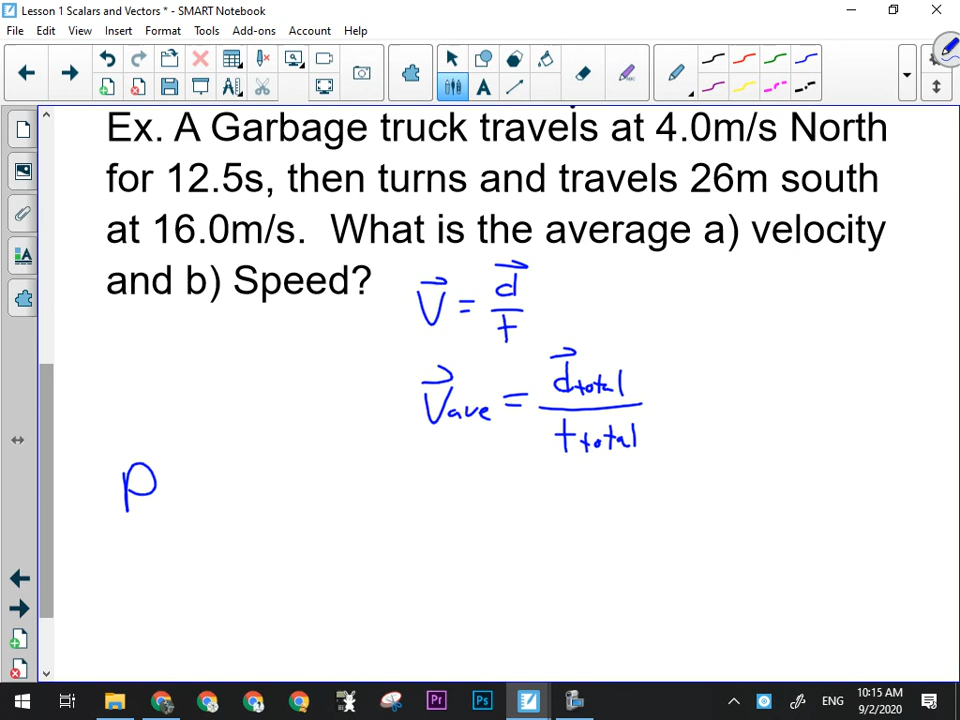 Lesson 1 Scalars and Vectors * - SMART Notebook
File Edit View Insert Format Tools Add-ons Account Help
Ex. A Garbage truck travels at 4.0m/s North
for 12.5s, then turns and travels 26m south
at 16.0m/s. What is the average a) velocity
and b) Speed?
V = d/t
Vave = dtotal/ttotal
P
ENG
10:15 AM
9/2/2020